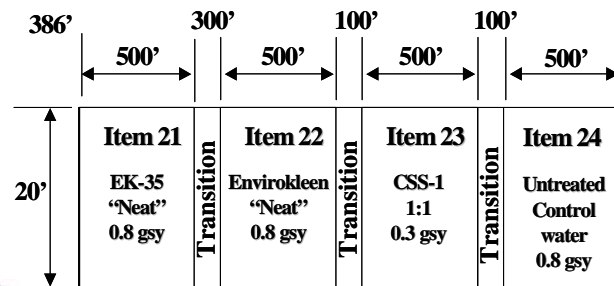 386’ 300’ 100’ 100’
500’ 500’ 500’ 500’
20’
Item 21
EK-35
“Neat”
0.8 gsy
Transition
Item 22
Envirokleen
“Neat”
0.8 gsy
Transition
Item 23
CSS-1
1:1
0.3 gsy
Transition
Item 24
Untreated
Control
water
0.8 gsy